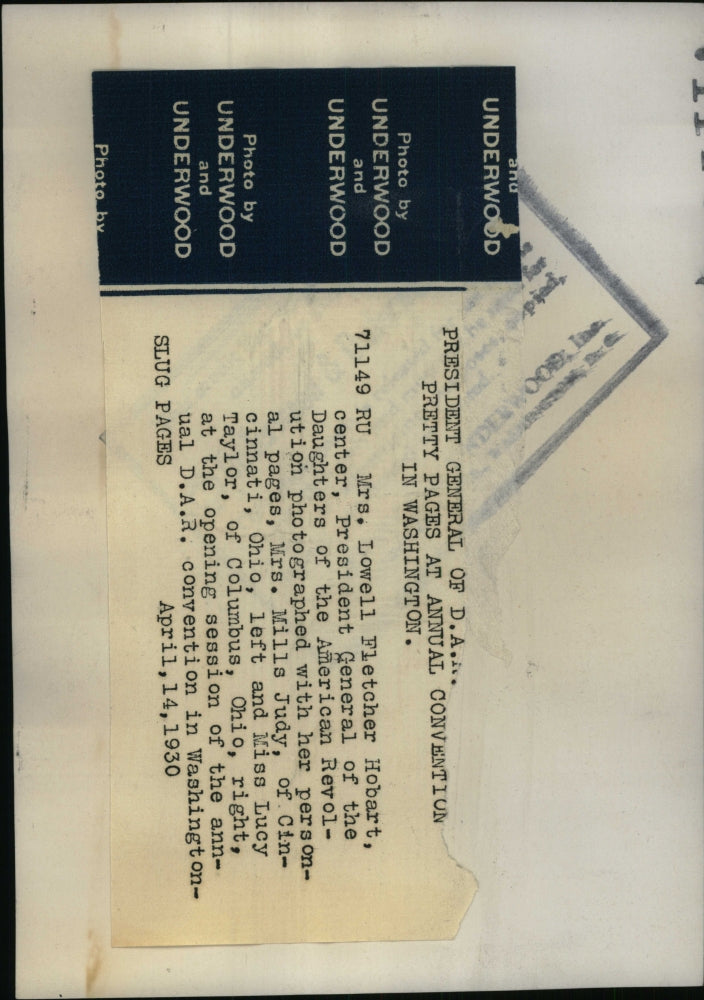 and
UNDERWOOD
Photo by
UNDERWOOD
and
UNDERWOOD
Photo by
UNDERWOOD
and
UNDERWOOD
Photo by
PRESIDENT GENERAL OF D.A.R.
PRETTY PAGES AT ANNUAL CONVENTION
IN WASHINGTON.
71149 RU Mrs. Lowell Fletcher Hobart,
center, President General of the
Daughters of the American Revol-
ution photographed with her person-
al pages, Mrs. Mills Judy, of Cin-
cinnati, Ohio, left and Miss Lucy
Taylor, of Columbus, Ohio, right,
at the opening session of the ann-
ual D.A.R. convention in Washington-
SLUG PAGES April,14,1930